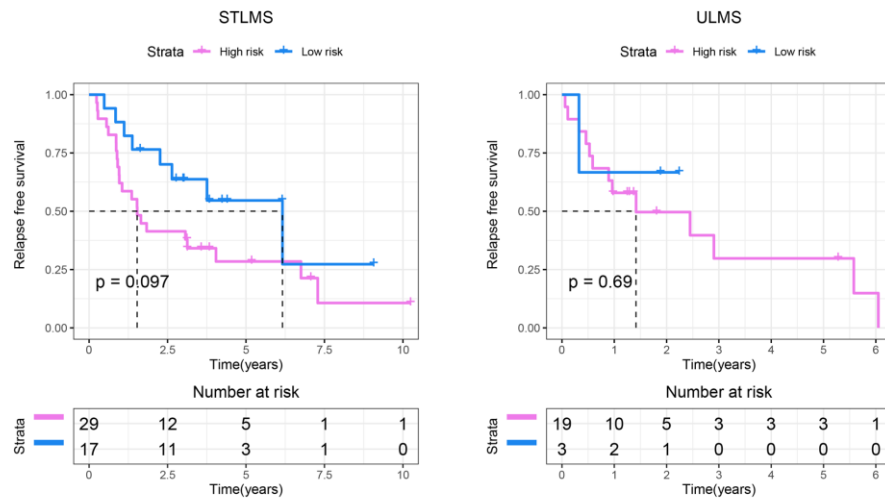 STLMS
Strata High risk Low risk
1.00
0.75
0.50
0.25
0.00
Relapse free survival
p = 0.097
0 2.5 5 7.5 10
Time(years)
Number at risk
Strata
29 12 5 1 1
17 11 3 1 0
0 2.5 5 7.5 10
Time(years)
ULMS
Strata High risk Low risk
1.00
0.75
0.50
0.25
0.00
Relapse free survival
p = 0.69
0 1 2 3 4 5 6
Time(years)
Number at risk
Strata
19 10 5 3 3 3 1
3 2 1 0 0 0 0
0 1 2 3 4 5 6
Time(years)